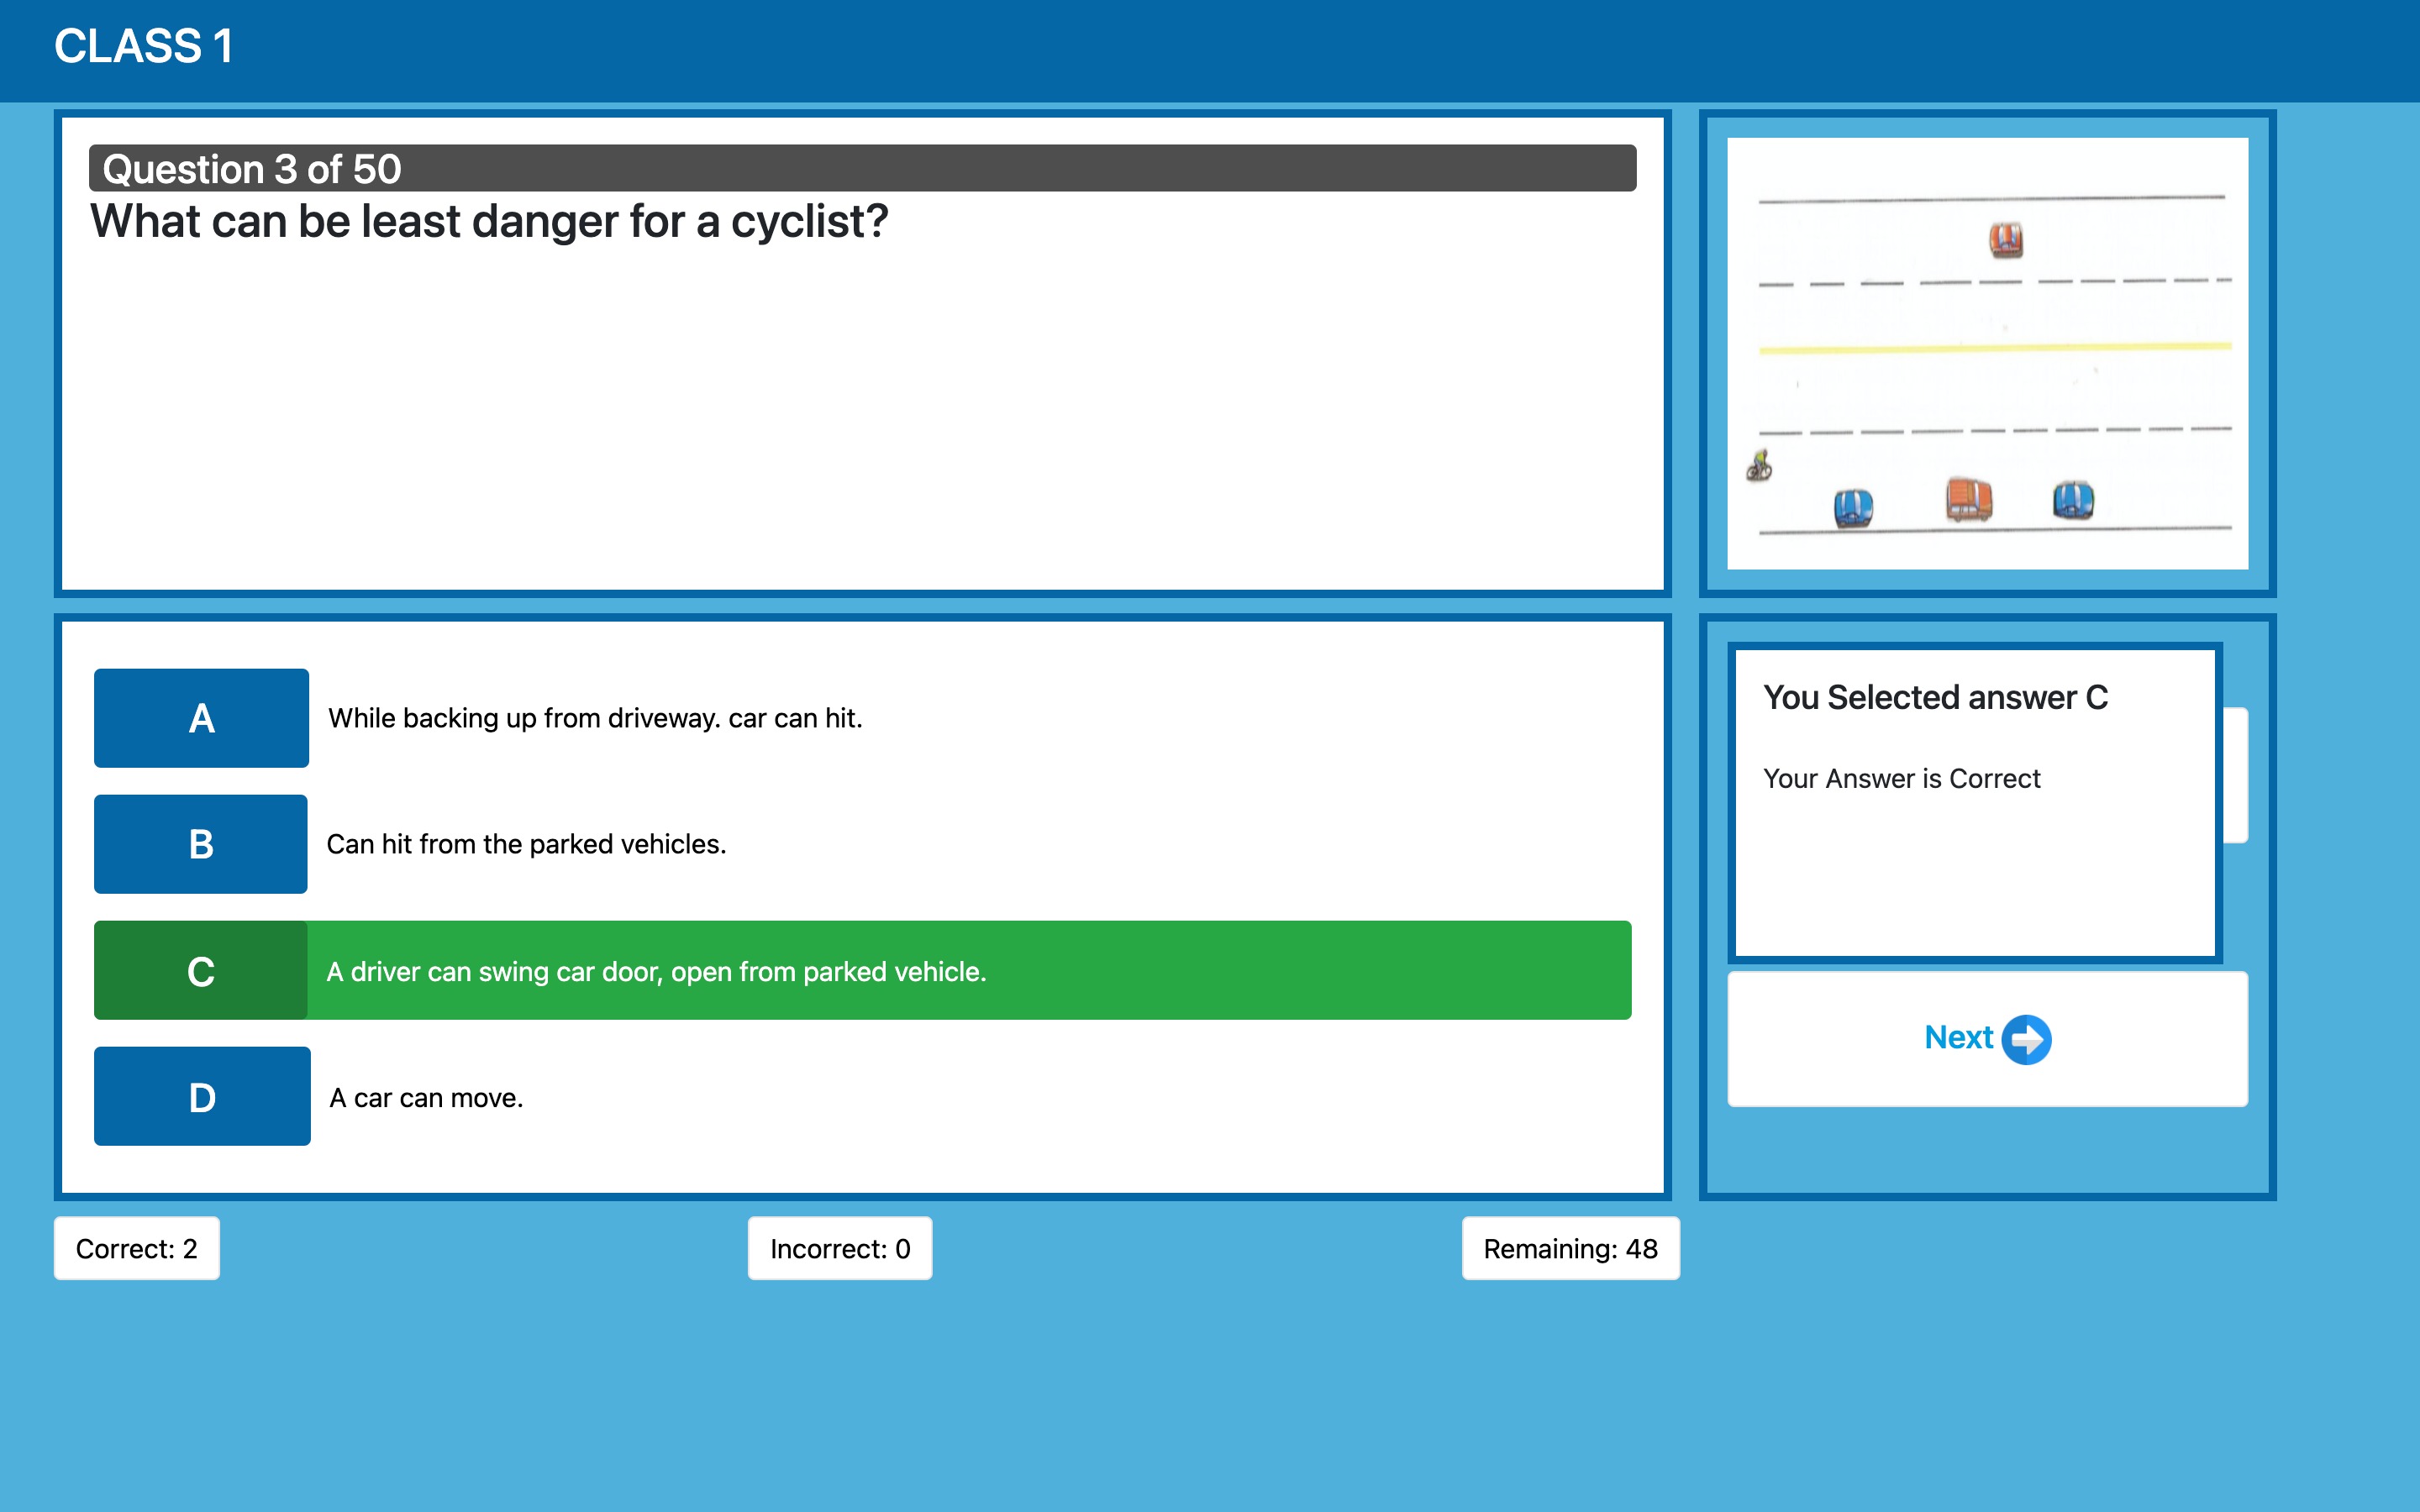 CLASS 1
Question 3 of 50
What can be least danger for a cyclist?
A
While backing up from driveway. car can hit.
B
Can hit from the parked vehicles.
C
A driver can swing car door, open from parked vehicle.
D
A car can move.
You Selected answer C
Your Answer is Correct
Next
Correct: 2
Incorrect: 0
Remaining: 48